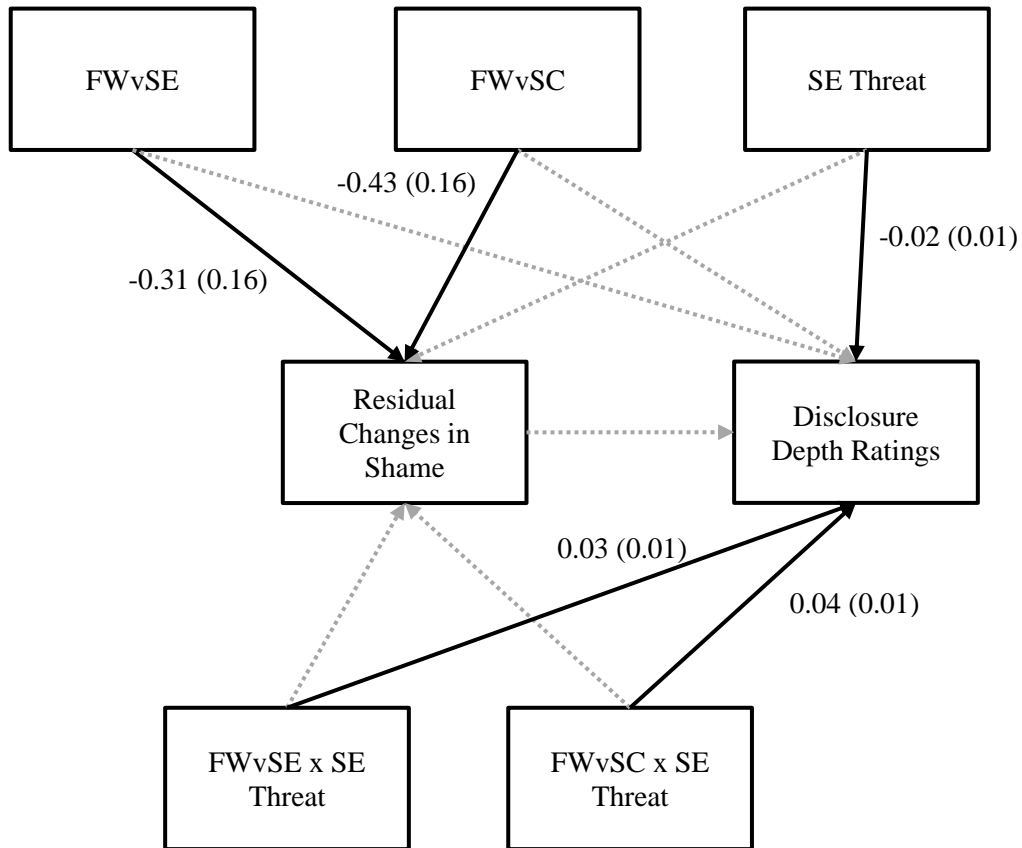 FWvSE
FWvSC
SE Threat
-0.43 (0.16)
-0.02 (0.01)
-0.31 (0.16)
Residual
Changes in
Shame
Disclosure
Depth Ratings
0.03 (0.01)
0.04 (0.01)
FWvSE x SE
Threat
FWvSC x SE
Threat